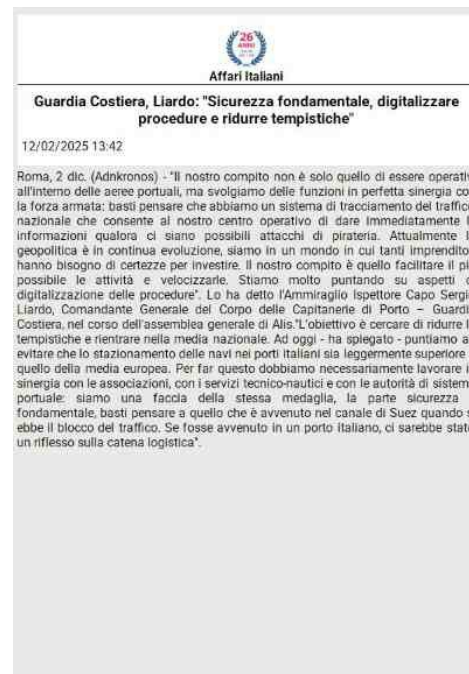 26
ANNI
Affari Italiani
Guardia Costiera, Liardo: "Sicurezza fondamentale, digitalizzare
procedure e ridurre tempistiche"
12/02/2025 13:42
Roma, 2 dic. (Adnkronos) - "Il nostro compito non è solo quello di essere operativ
all'interno delle aeree portuali, ma svolgiamo delle funzioni in perfetta sinergia co
la forza armata: basti pensare che abbiamo un sistema di tracciamento del traffico
nazionale che consente al nostro centro operativo di dare immediatamente l
informazioni qualora ci siano possibili attacchi di pirateria. Attualmente l
geopolitica è in continua evoluzione, siamo in un mondo in cui tanti imprendito
hanno bisogno di certezze per investire. Il nostro compito è quello facilitare il pi
possibile le attività e velocizzarle. Stiamo molto puntando su aspetti d
digitalizzazione delle procedure". Lo ha detto l'Ammiraglio Ispettore Capo Sergi
Liardo, Comandante Generale del Corpo delle Capitanerie di Porto – Guardi
Costiera, nel corso dell'assemblea generale di Alis."L'obiettivo è cercare di ridurre l
tempistiche e rientrare nella media nazionale. Ad oggi - ha spiegato - puntiamo a
evitare che lo stazionamento delle navi nei porti italiani sia leggermente superiore
quello della media europea. Per far questo dobbiamo necessariamente lavorare i
sinergia con le associazioni, con i servizi tecnico-nautici e con le autorità di sistem
portuale: siamo una faccia della stessa medaglia, la parte sicurezza
fondamentale, basti pensare a quello che è avvenuto nel canale di Suez quando s
ebbe il blocco del traffico. Se fosse avvenuto in un porto italiano, ci sarebbe stat
un riflesso sulla catena logistica".